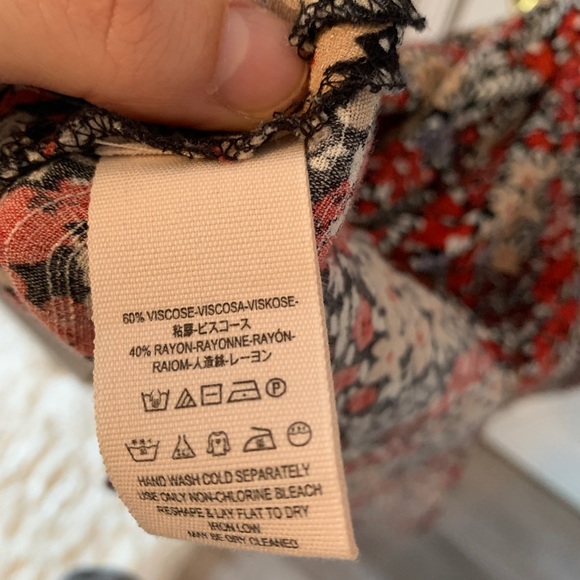 60% VISCOSE-VISCOSA-VISKOSE-
粘膠-ビスコース
40% RAYON-RAYONNE-RAYÓN-
RAIOM-人造絲-レーヨン
HAND WASH COLD SEPARATELY
USE ONLY NON-CHLORINE BLEACH
RESHAPE & LAY FLAT TO DRY
IRON LOW
MAY BE DRY CLEANED